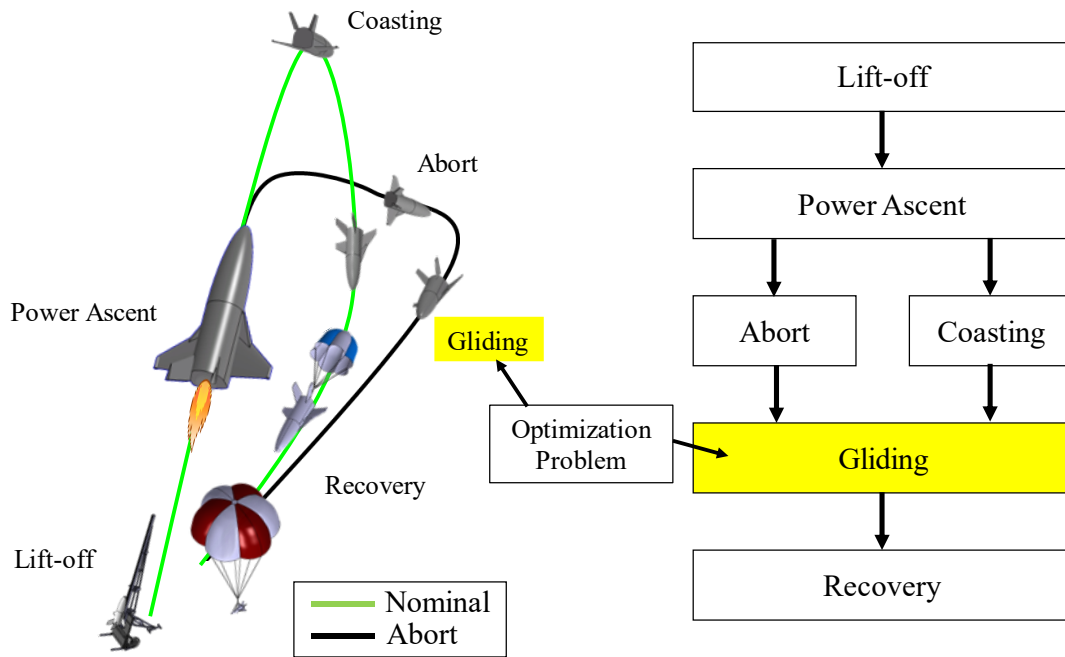 Coasting
Abort
Power Ascent
Gliding
Optimization
Problem
Recovery
Lift-off
Nominal
Abort
Lift-off
Power Ascent
Abort
Coasting
Gliding
Recovery